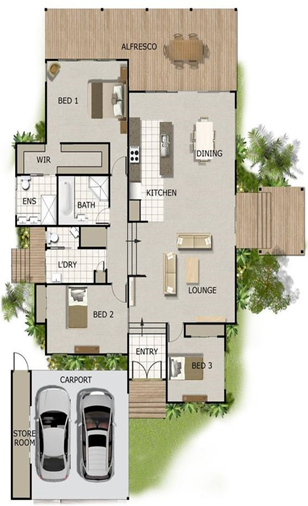 ALFRESCO
BED 1
DINING
WIR
KITCHEN
ENS
BATH
L'DRY
LOUNGE
BED 2
ENTRY
BED 3
CARPORT
STORE
ROOM